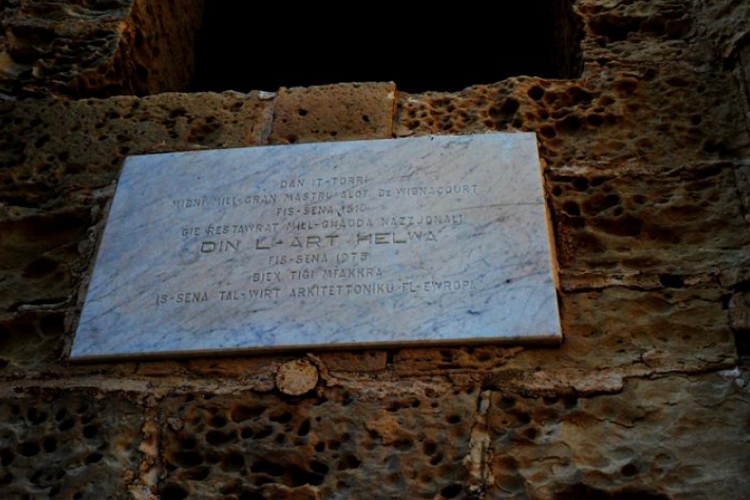 DAN IT-TORRI
MIBNI MILL-GRAN MASTRU ALOF DE WIGNACOURT
FIS-SENA 1610
ĠIE RESTAWRAT MILL-GĦADDA NAZZJONALI
DIN L-ART ĦELWA
FIS-SENA 1975
BIEX TIĠI MFAKKRA
IS-SENA TAL-WIRT ARKITETTONIKU FL-EWROPA